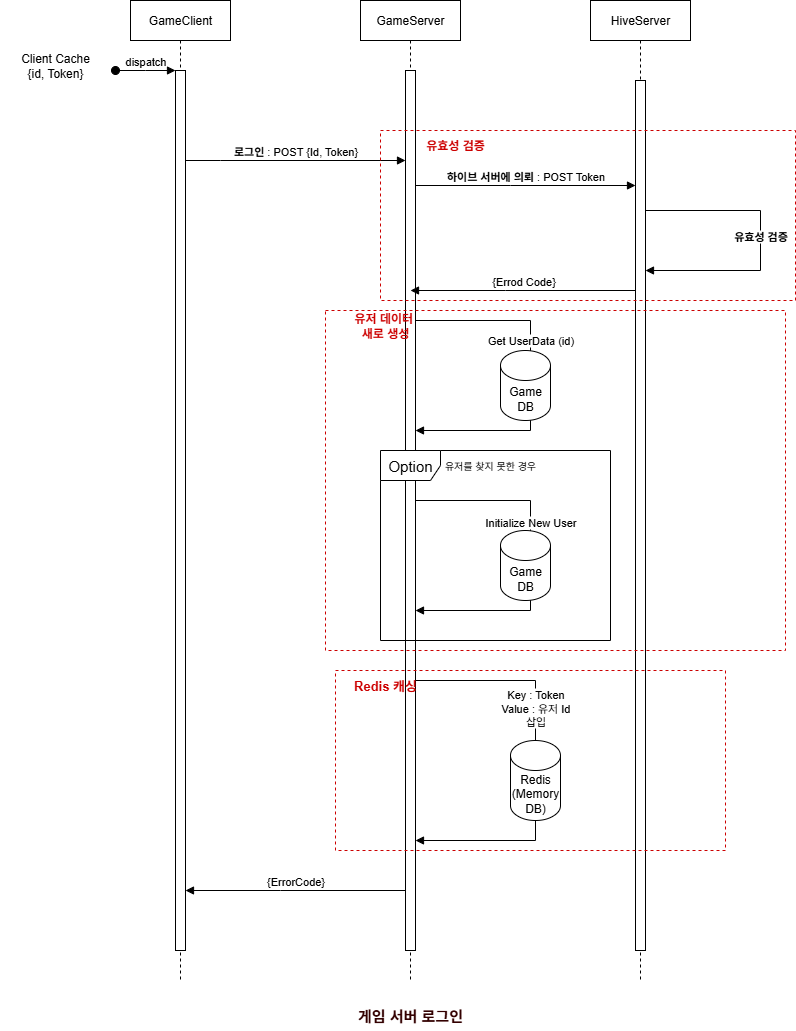 GameClient
GameServer
HiveServer
Client Cache
{id, Token}
dispatch
유효성 검증
로그인 : POST {Id, Token}
하이브 서버에 의뢰 : POST Token
유효성 검증
{Errod Code}
유저 데이터
새로 생성
Get UserData (id)
Game
DB
Option
유저를 찾지 못한 경우
Initialize New User
Game
DB
Redis 캐싱
Key : Token
Value : 유저 Id
삽입
Redis
(Memory
DB)
{ErrorCode}
게임 서버 로그인